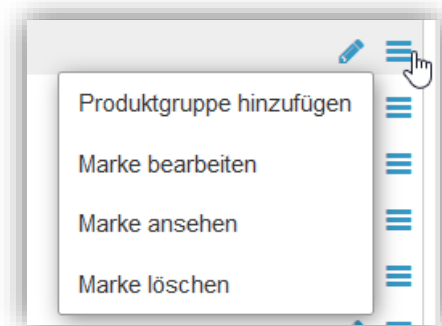 Produktgruppe hinzufügen
Marke bearbeiten
Marke ansehen
Marke löschen